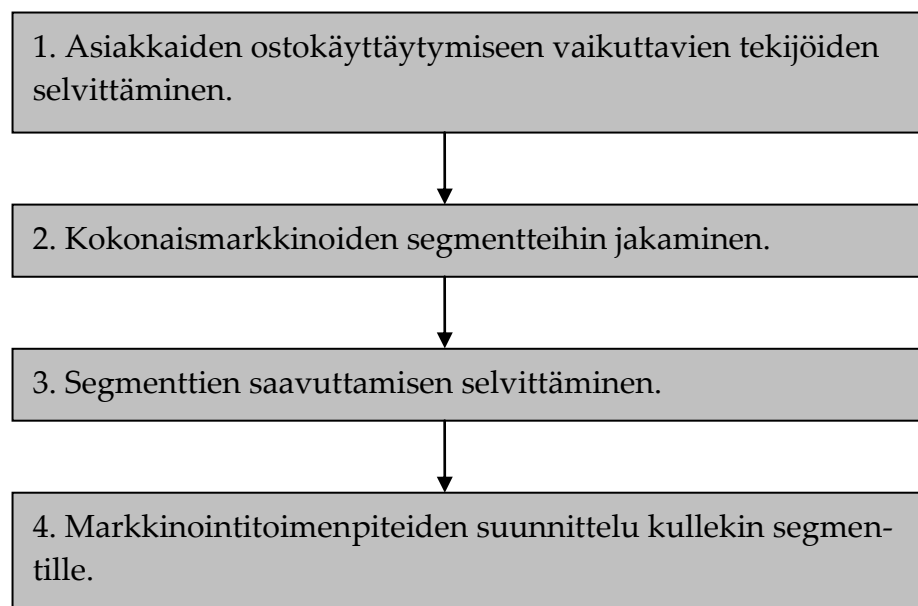 1. Asiakkaiden ostokäyttäytymiseen vaikuttavien tekijöiden
selvittäminen.
2. Kokonaismarkkinoiden segmentteihin jakaminen.
3. Segmenttien saavuttamisen selvittäminen.
4. Markkinointitoimenpiteiden suunnittelu kullekin segmen-
tille.